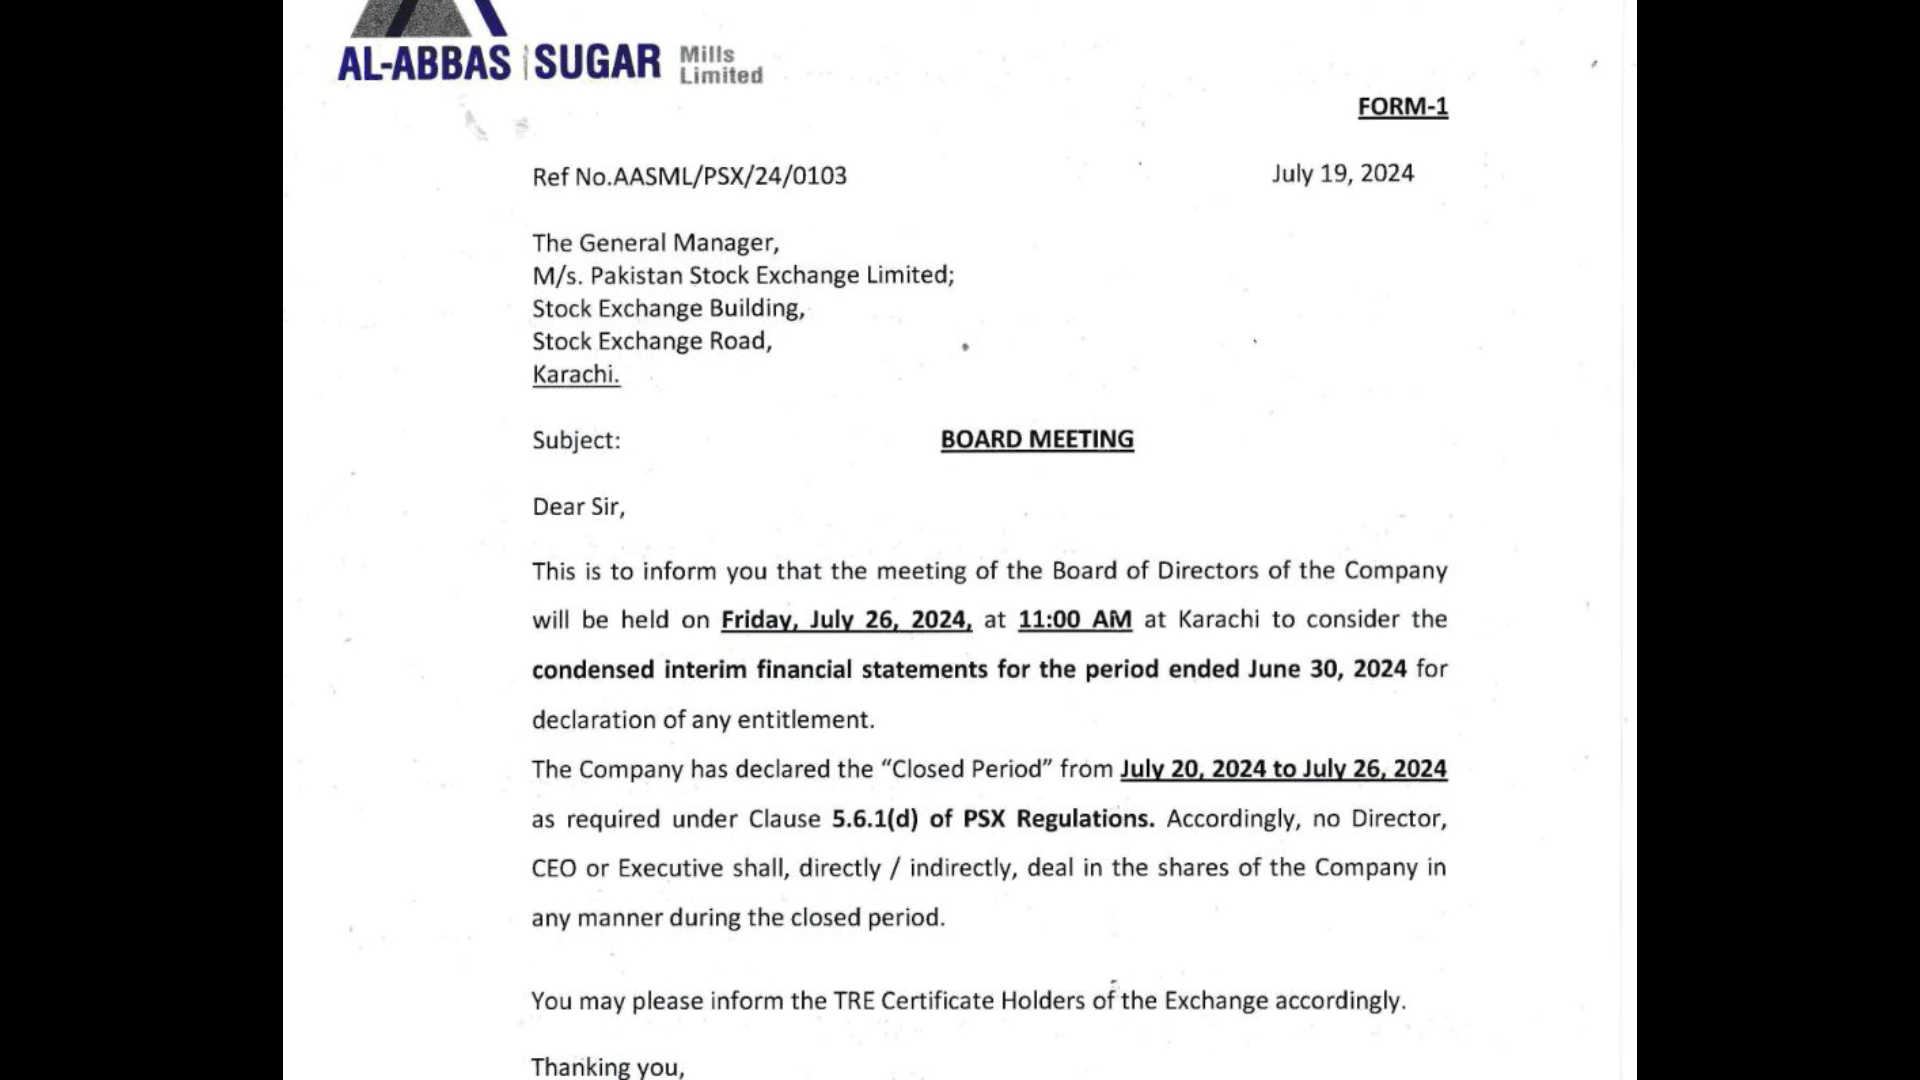 AL-ABBAS SUGAR Mills Limited
FORM-1
Ref No.AASML/PSX/24/0103 July 19, 2024
The General Manager,
M/s. Pakistan Stock Exchange Limited;
Stock Exchange Building,
Stock Exchange Road,
Karachi.
Subject: BOARD MEETING
Dear Sir,
This is to inform you that the meeting of the Board of Directors of the Company
will be held on Friday, July 26, 2024, at 11:00 AM at Karachi to consider the
condensed interim financial statements for the period ended June 30, 2024 for
declaration of any entitlement.
The Company has declared the “Closed Period” from July 20, 2024 to July 26, 2024
as required under Clause 5.6.1(d) of PSX Regulations. Accordingly, no Director,
CEO or Executive shall, directly / indirectly, deal in the shares of the Company in
any manner during the closed period.
You may please inform the TRE Certificate Holders of the Exchange accordingly.
Thanking you,